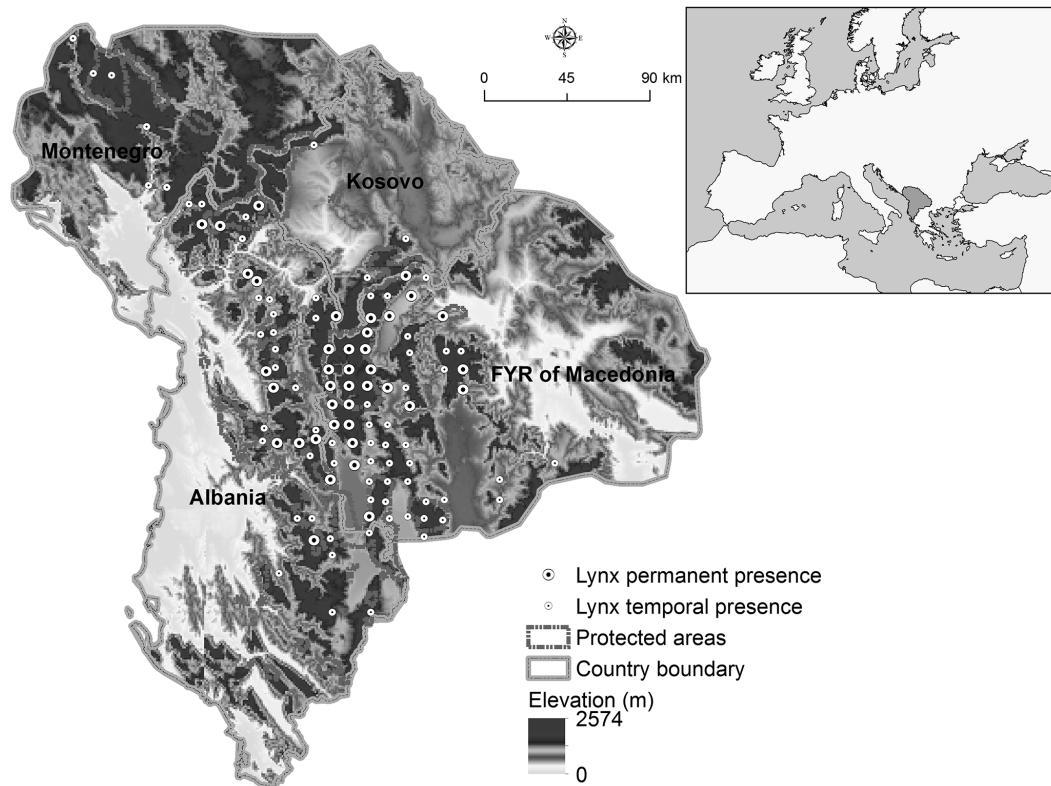 N
W E
S
0 45 90 km
Montenegro
Kosovo
FYR of Macedonia
Albania
Lynx permanent presence
Lynx temporal presence
Protected areas
Country boundary
Elevation (m)
2574
0